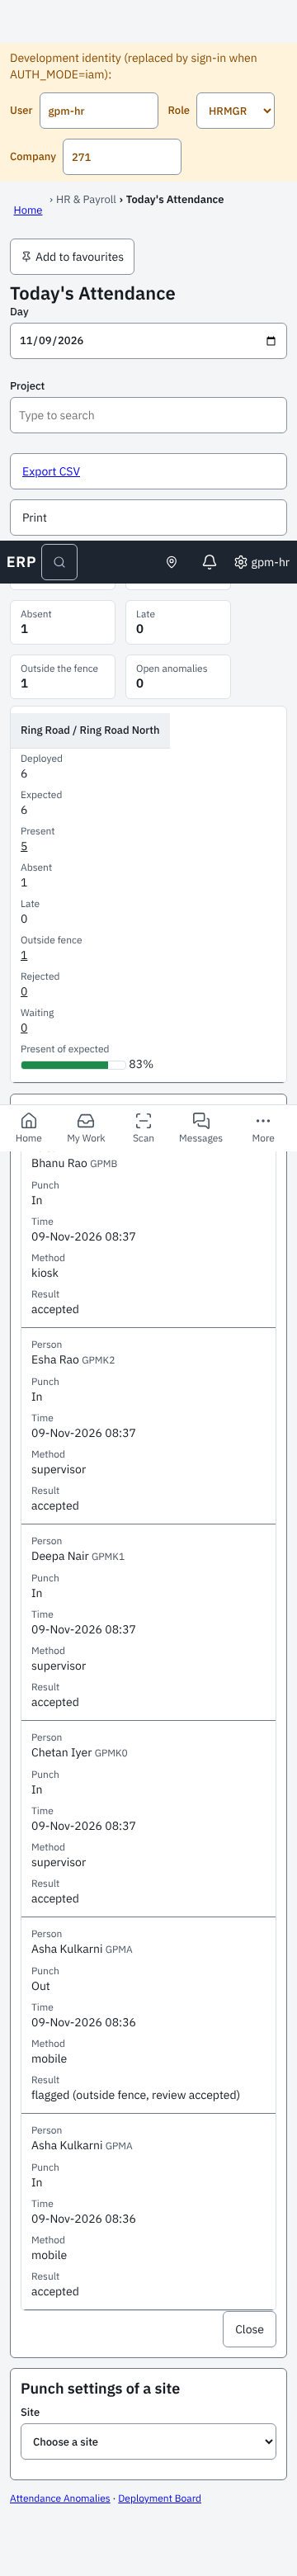 Development identity (replaced by sign-in when
AUTH_MODE=iam):
User gpm-hr Role HRMGR
Company 271
Home › HR & Payroll › Today's Attendance
Add to favourites
Today's Attendance
Day
11/09/2026
Project
Type to search
Export CSV
Print
ERP gpm-hr
Absent Late
1 0
Outside the fence Open anomalies
1 0
Ring Road / Ring Road North
Deployed
6
Expected
6
Present
5
Absent
1
Late
0
Outside fence
1
Rejected
0
Waiting
0
Present of expected
83%
Home My Work Scan Messages More
Bhanu Rao GPMB
Punch
In
Time
09-Nov-2026 08:37
Method
kiosk
Result
accepted
Person
Esha Rao GPMK2
Punch
In
Time
09-Nov-2026 08:37
Method
supervisor
Result
accepted
Person
Deepa Nair GPMK1
Punch
In
Time
09-Nov-2026 08:37
Method
supervisor
Result
accepted
Person
Chetan Iyer GPMK0
Punch
In
Time
09-Nov-2026 08:37
Method
supervisor
Result
accepted
Person
Asha Kulkarni GPMA
Punch
Out
Time
09-Nov-2026 08:36
Method
mobile
Result
flagged (outside fence, review accepted)
Person
Asha Kulkarni GPMA
Punch
In
Time
09-Nov-2026 08:36
Method
mobile
Result
accepted
Close
Punch settings of a site
Site
Choose a site
Attendance Anomalies · Deployment Board